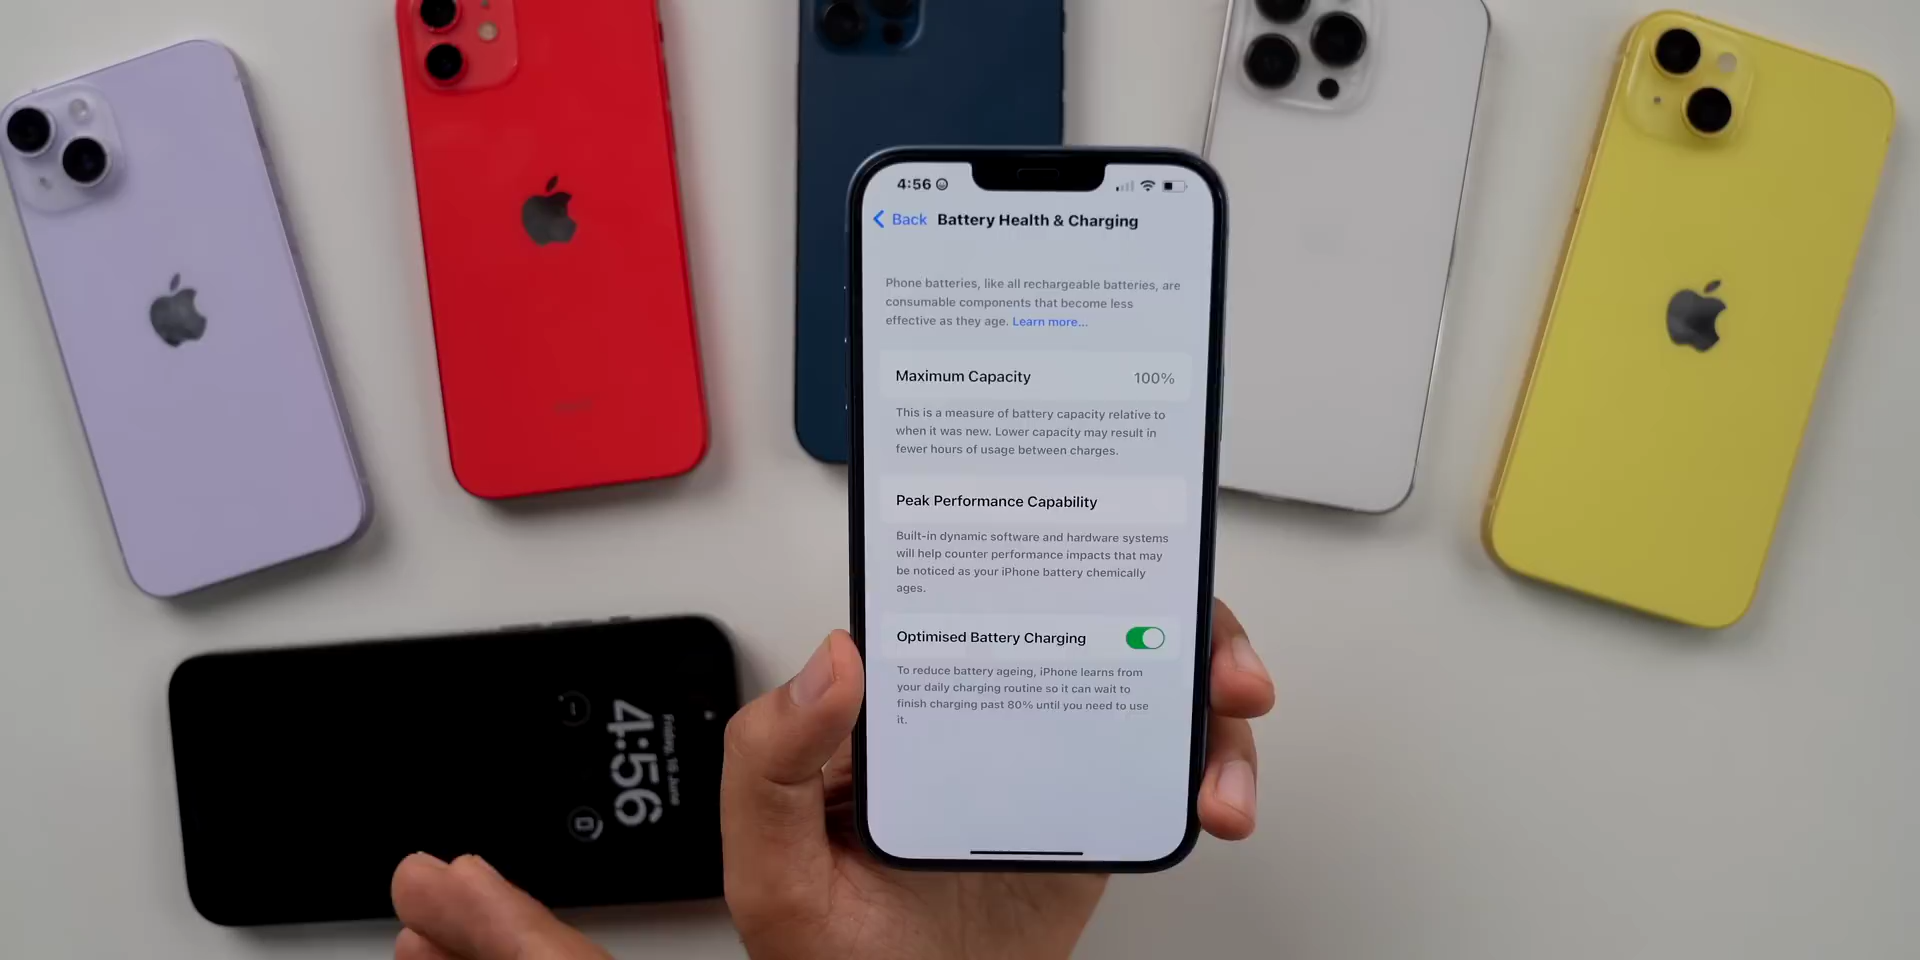 4:56
Back Battery Health & Charging
Phone batteries, like all rechargeable batteries, are
consumable components that become less
effective as they age. Learn more...
Maximum Capacity 100%
This is a measure of battery capacity relative to
when it was new. Lower capacity may result in
fewer hours of usage between charges.
Peak Performance Capability
Built-in dynamic software and hardware systems
will help counter performance impacts that may
be noticed as your iPhone battery chemically
ages.
Optimised Battery Charging
To reduce battery ageing, iPhone learns from
your daily charging routine so it can wait to
finish charging past 80% until you need to use
it.
Friday, 16 June
4:56